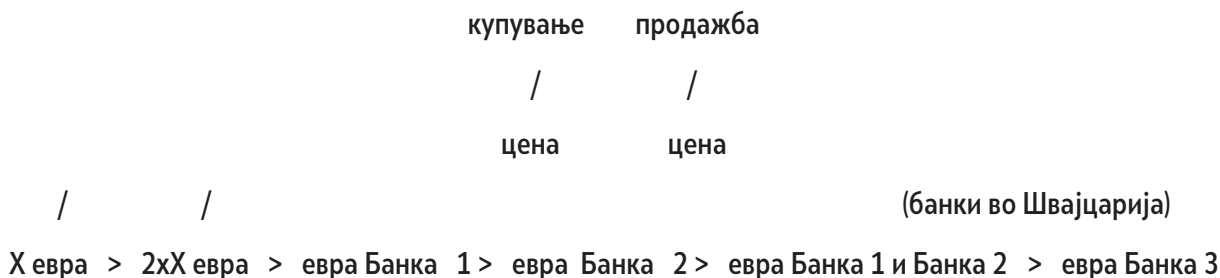 купување продажба
/ /
цена цена
/ / (банки во Швајцарија)
X евра > 2xX евра > евра Банка 1 > евра Банка 2 > евра Банка 1 и Банка 2 > евра Банка 3